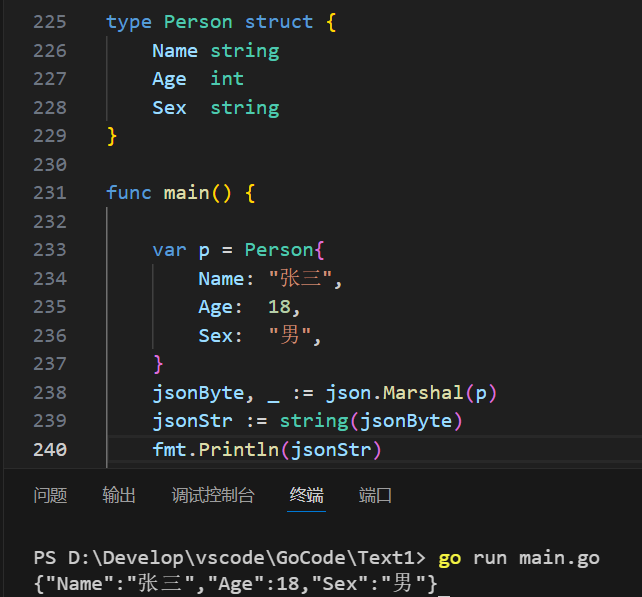 225 type Person struct {
226 Name string
227 Age  int
228 Sex  string
229 }
230
231 func main() {
232
233 var p = Person{
234 Name: "张三",
235 Age:  18,
236 Sex:  "男",
237 }
238 jsonByte, _ := json.Marshal(p)
239 jsonStr := string(jsonByte)
240 fmt.Println(jsonStr)
问题 输出 调试控制台 终端 端口
PS D:\Develop\vscode\GoCode\Text1> go run main.go
{"Name":"张三","Age":18,"Sex":"男"}_